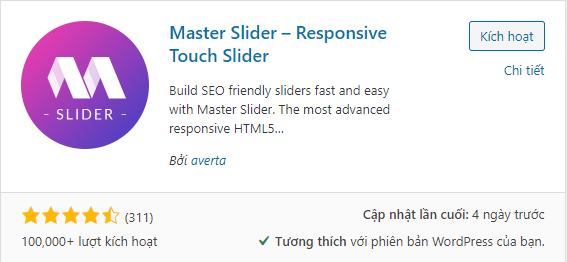 Master Slider – Responsive
Touch Slider
Kích hoạt
Chi tiết
- SLIDER -
Build SEO friendly sliders fast and easy
with Master Slider. The most advanced
responsive HTML5...
Bởi averta
(311)
Cập nhật lần cuối: 4 ngày trước
100,000+ lượt kích hoạt
Tương thích với phiên bản WordPress của bạn.